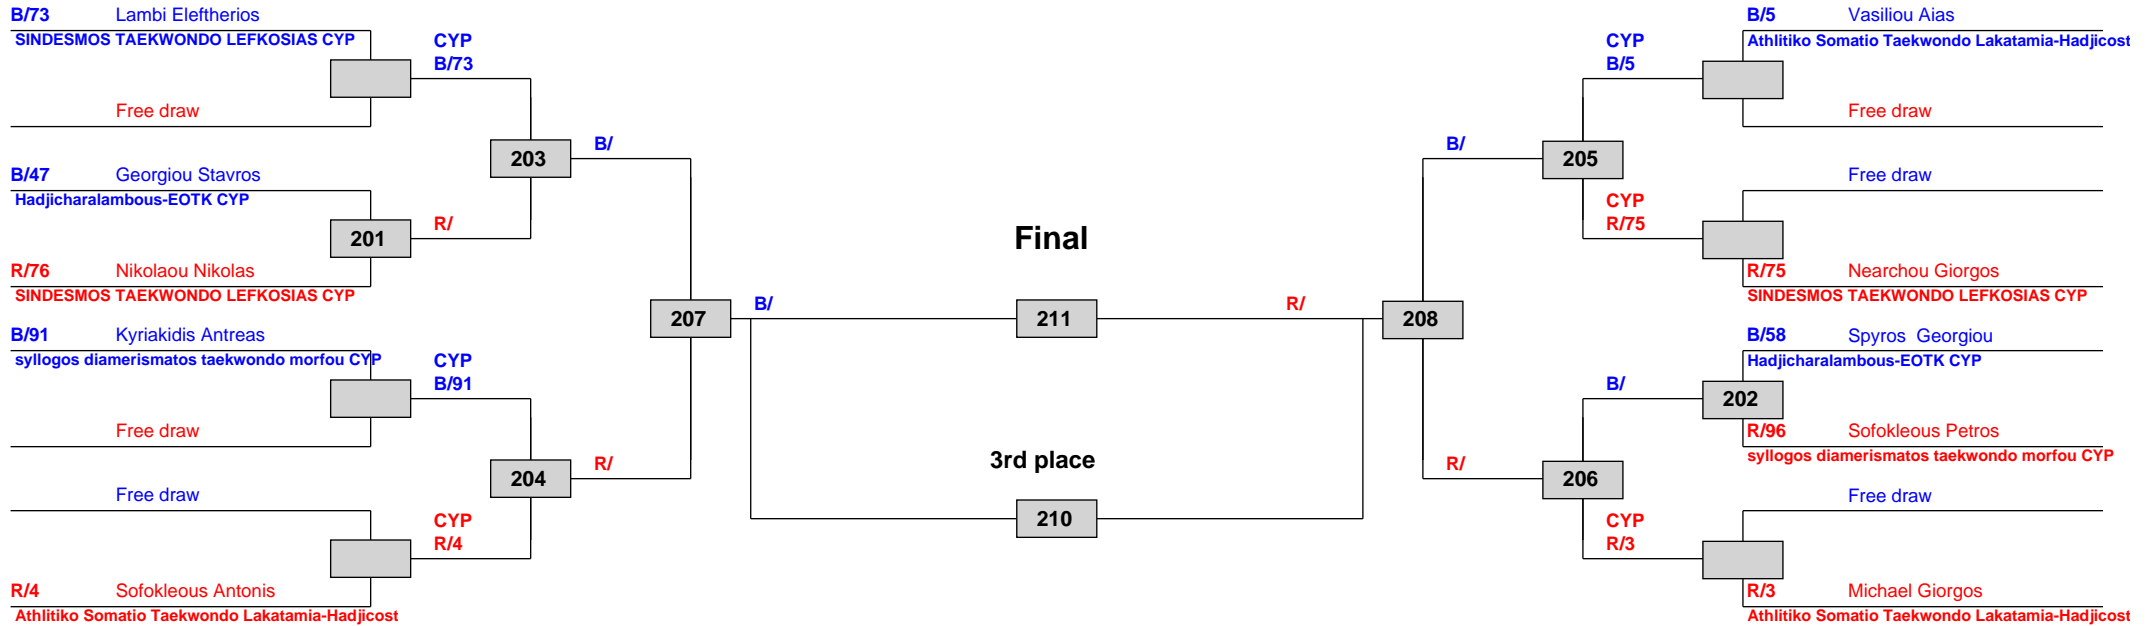 B/73 Lambi Eleftherios
SINDESMOS TAEKWONDO LEFKOSIAS CYP
CYP
B/73
Free draw
203
B/
B/47 Georgiou Stavros
Hadjicharalambous-EOTK CYP
R/
201
R/76 Nikolaou Nikolas
SINDESMOS TAEKWONDO LEFKOSIAS CYP
207
B/
B/91 Kyriakidis Antreas
syllogos diamerismatos taekwondo morfou CYP
CYP
B/91
Free draw
204
R/
Free draw
CYP
R/4
R/4 Sofokleous Antonis
Athlitiko Somatio Taekwondo Lakatamia-Hadjicost
Final
211
3rd place
210
B/5 Vasiliou Aias
Athlitiko Somatio Taekwondo Lakatamia-Hadjicost
CYP
B/5
Free draw
B/
205
Free draw
CYP
R/75
R/75 Nearchou Giorgos
SINDESMOS TAEKWONDO LEFKOSIAS CYP
R/
208
B/58 Spyros Georgiou
Hadjicharalambous-EOTK CYP
B/
202
R/96 Sofokleous Petros
syllogos diamerismatos taekwondo morfou CYP
R/
206
Free draw
CYP
R/3
R/3 Michael Giorgos
Athlitiko Somatio Taekwondo Lakatamia-Hadjicost